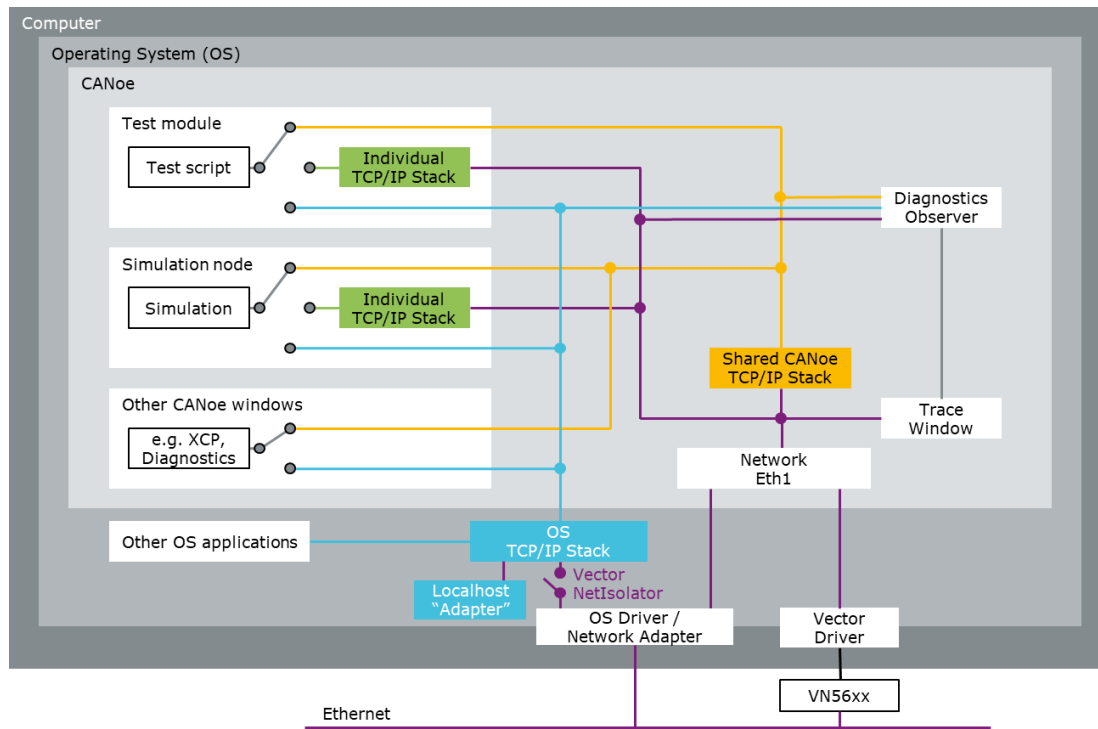 Computer
Operating System (OS)
CANoe
Test module
Test script
Individual
TCP/IP Stack
Diagnostics
Observer
Simulation node
Simulation
Individual
TCP/IP Stack
Shared CANoe
TCP/IP Stack
Other CANoe windows
e.g. XCP,
Diagnostics
Trace
Window
Network
Eth1
Other OS applications
OS
TCP/IP Stack
Localhost
“Adapter”
Vector
NetIsolator
OS Driver /
Network Adapter
Vector
Driver
VN56xx
Ethernet